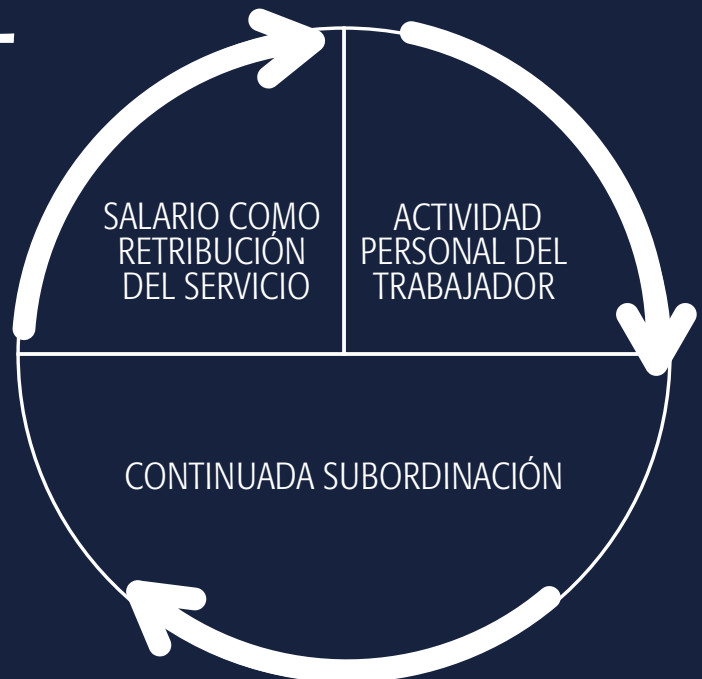 SALARIO COMO
RETRIBUCIÓN
DEL SERVICIO
ACTIVIDAD
PERSONAL DEL
TRABAJADOR
CONTINUADA SUBORDINACIÓN